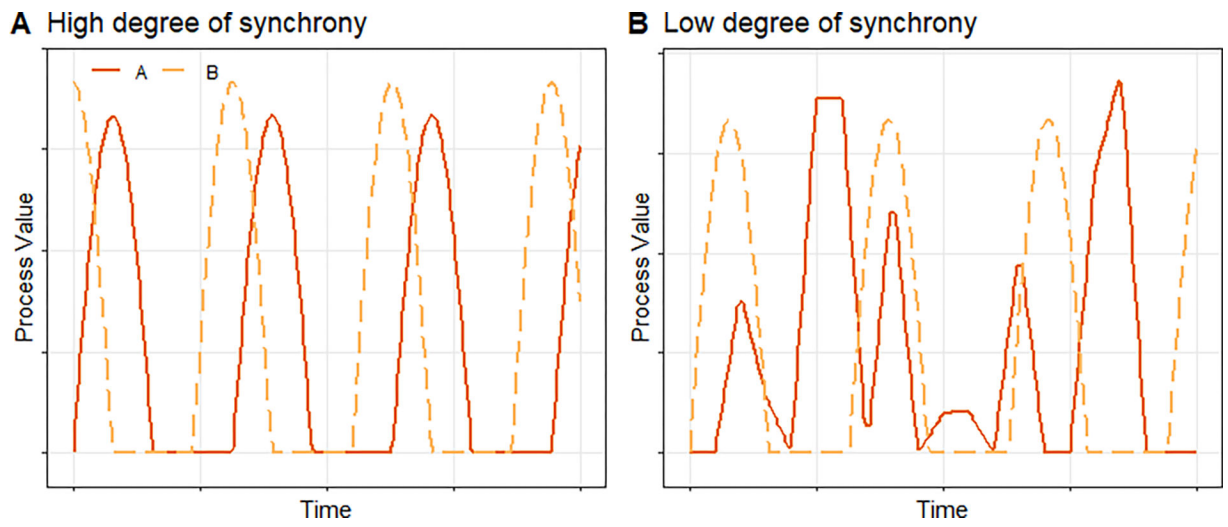 A High degree of synchrony
A B
Process Value
Time
B Low degree of synchrony
Process Value
Time